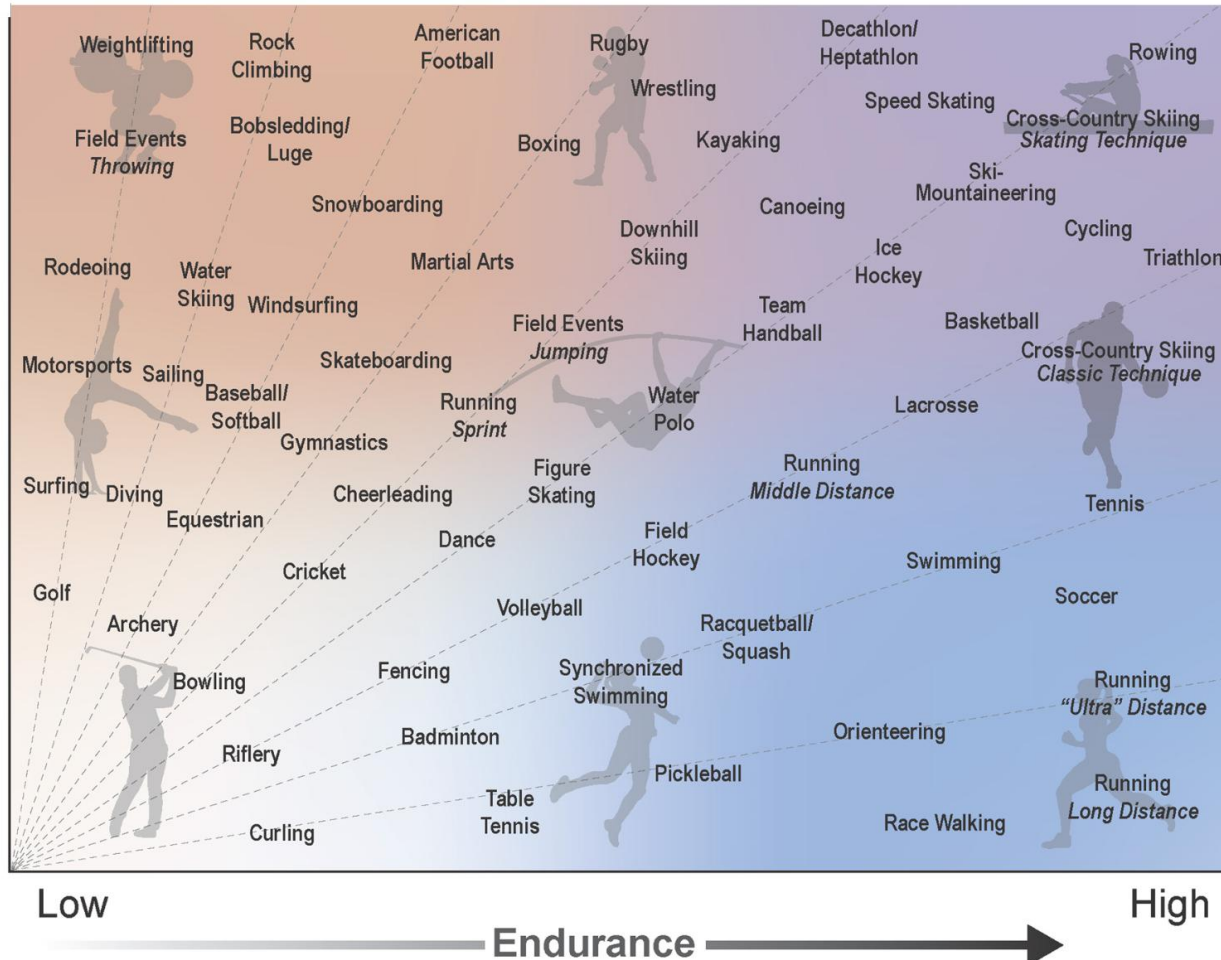 Weightlifting
Rock
Climbing
American
Football
Rugby
Decathlon/
Heptathlon
Rowing
Wrestling
Speed Skating
Cross-Country Skiing
Skating Technique
Field Events
Throwing
Bobsledding/
Luge
Boxing
Kayaking
Ski-
Mountaineering
Snowboarding
Canoeing
Downhill
Skiing
Cycling
Ice
Hockey
Triathlon
Rodeoing
Water
Skiing
Martial Arts
Windsurfing
Field Events
Jumping
Team
Handball
Basketball
Cross-Country Skiing
Classic Technique
Motorsports
Sailing
Skateboarding
Baseball/
Softball
Running
Sprint
Water
Polo
Lacrosse
Gymnastics
Running
Middle Distance
Surfing
Diving
Cheerleading
Figure
Skating
Tennis
Equestrian
Dance
Field
Hockey
Swimming
Cricket
Golf
Volleyball
Soccer
Archery
Racquetball/
Squash
Bowling
Fencing
Synchronized
Swimming
Running
“Ultra” Distance
Riflery
Badminton
Orienteering
Pickleball
Running
Long Distance
Table
Tennis
Curling
Race Walking
Low
High
Endurance